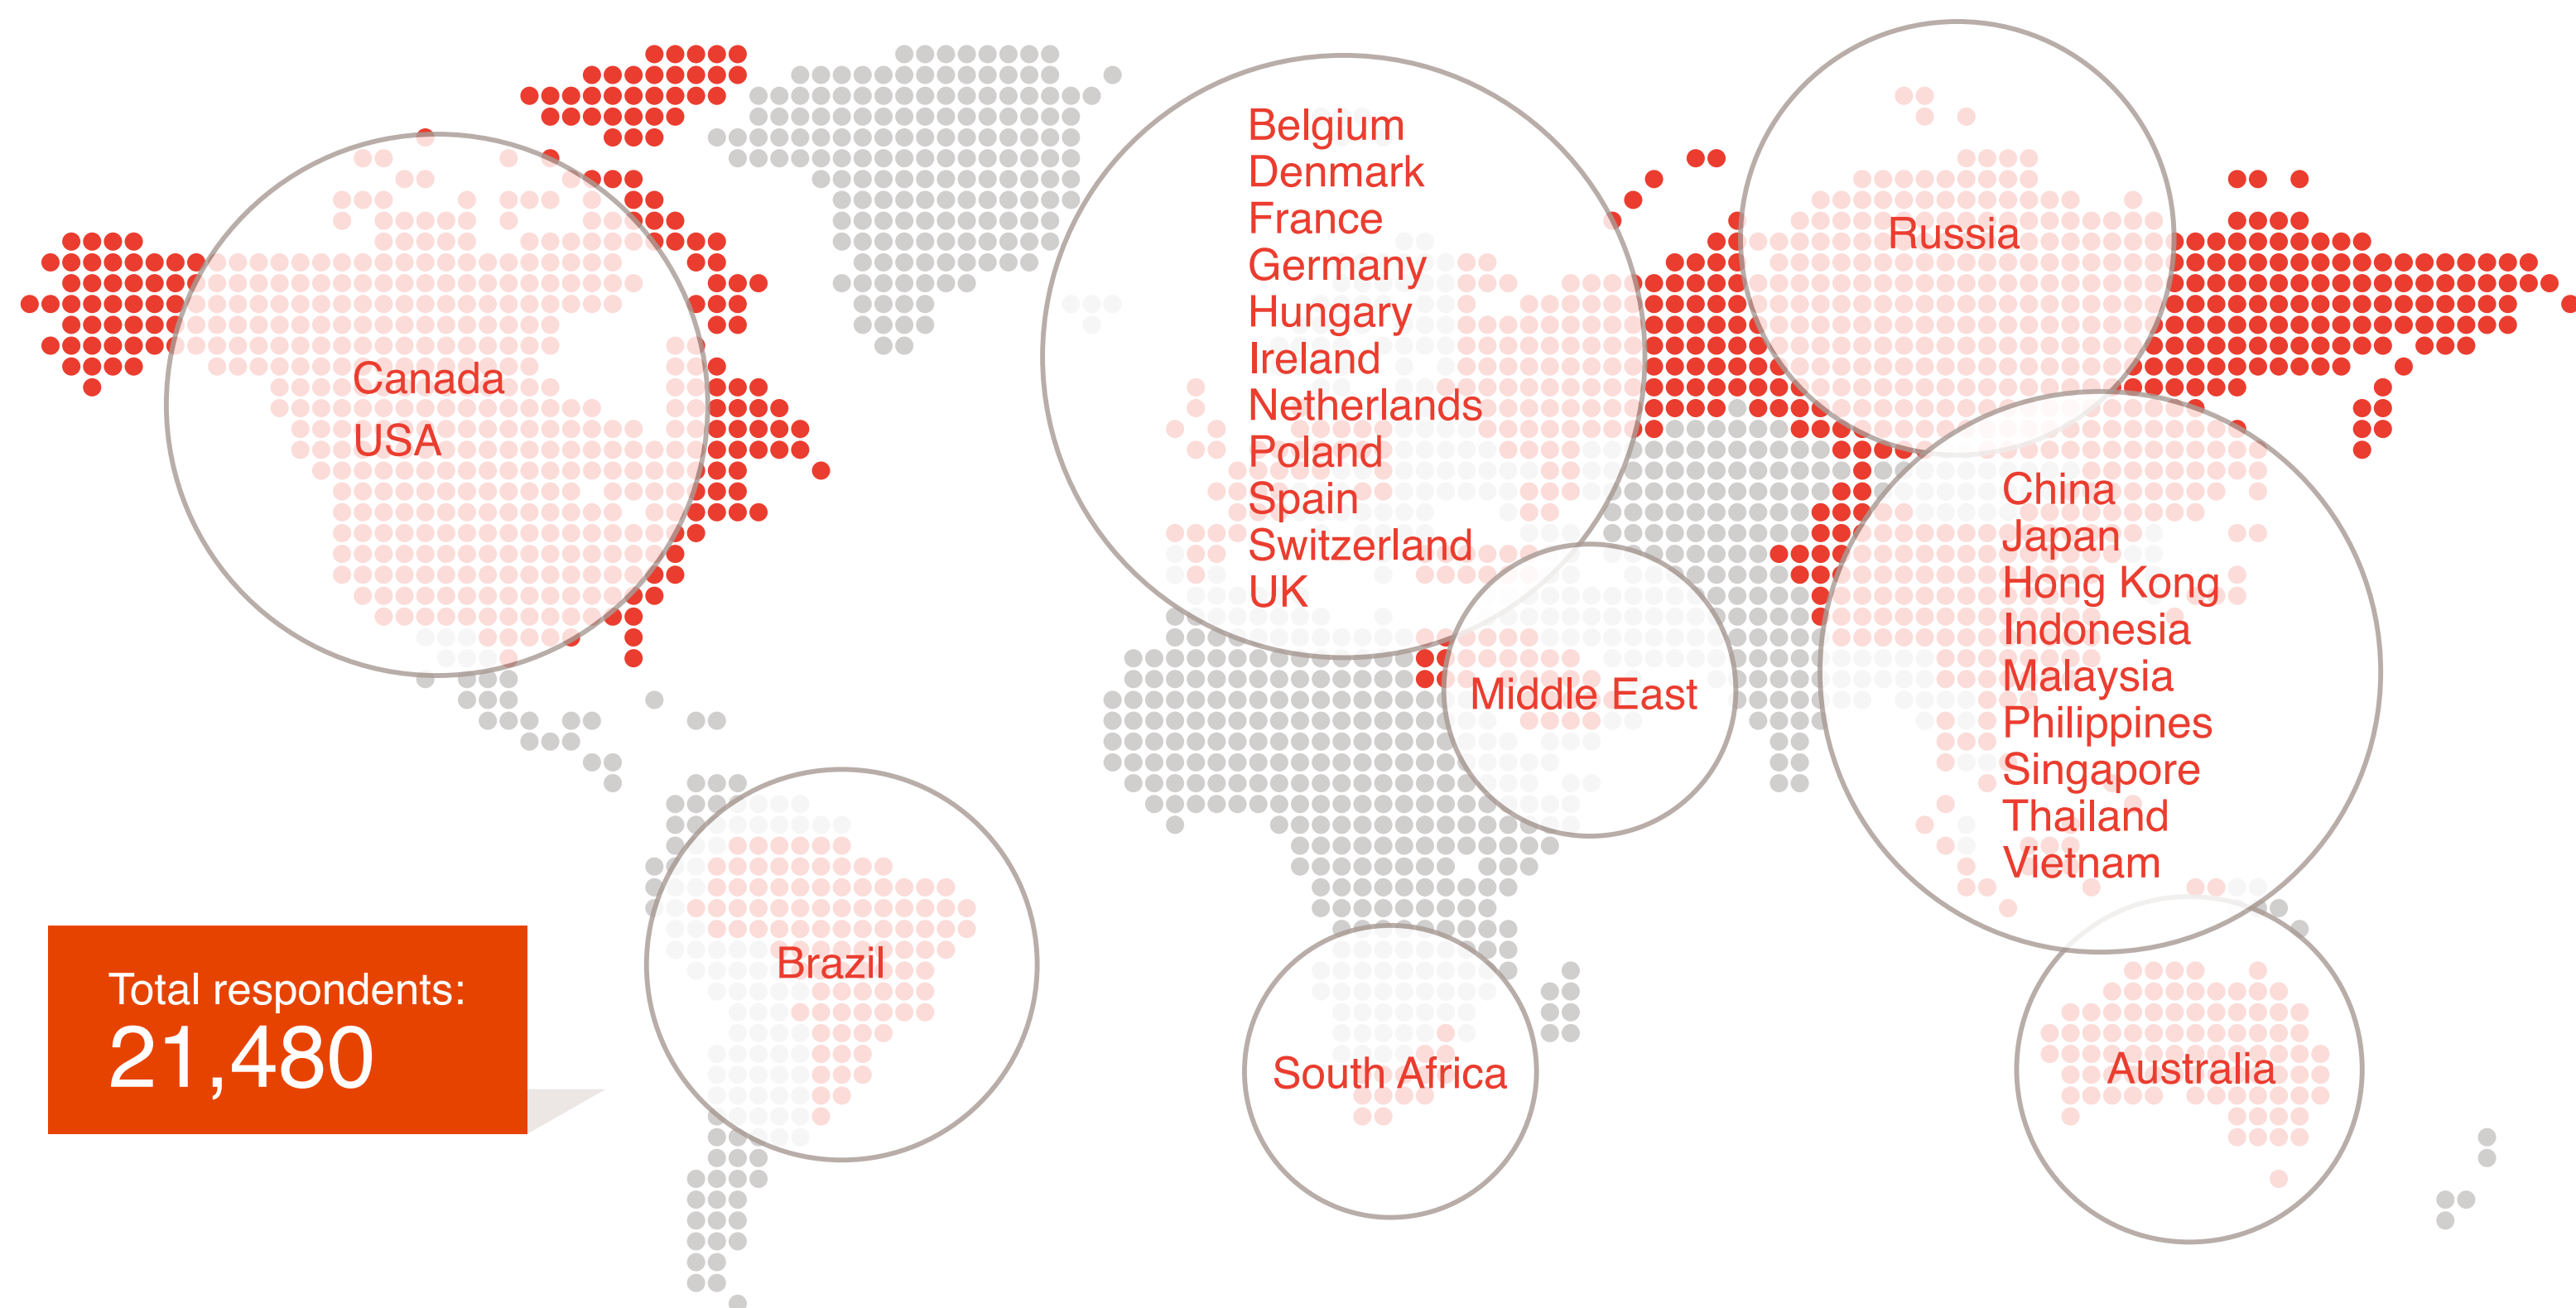 Canada
USA
Belgium
Denmark
France
Germany
Hungary
Ireland
Netherlands
Poland
Spain
Switzerland
UK
Russia
China
Japan
Hong Kong
Indonesia
Malaysia
Philippines
Singapore
Thailand
Vietnam
Middle East
Brazil
South Africa
Australia
Total respondents:
21,480